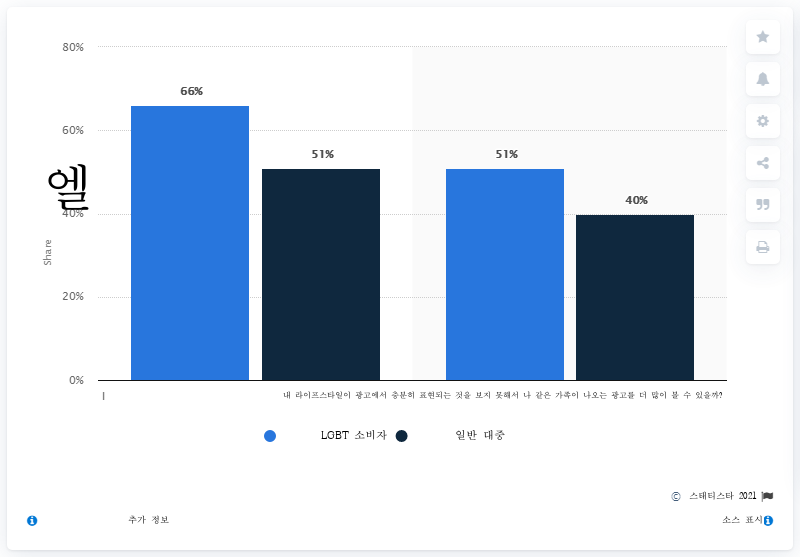 80%
66%
60%
51%
51%
엘
40%
40%
Share
20%
0%
| 내 라이프스타일이 광고에서 충분히 표현되는 것을 보지 못해서 나 같은 가족이 나오는 광고를 더 많이 볼 수 있을까?
LGBT 소비자 일반 대중
© 스태티스타 2021
추가 정보 소스 표시